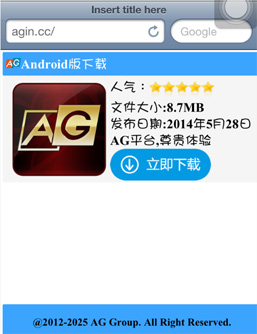 Insert title here
agin.cc/
Google
AG Android版下载
AG
人气：
文件大小:8.7MB
发布日期:2014年5月28日
AG平台,尊贵体验
立即下载
@2012-2025 AG Group. All Right Reserved.